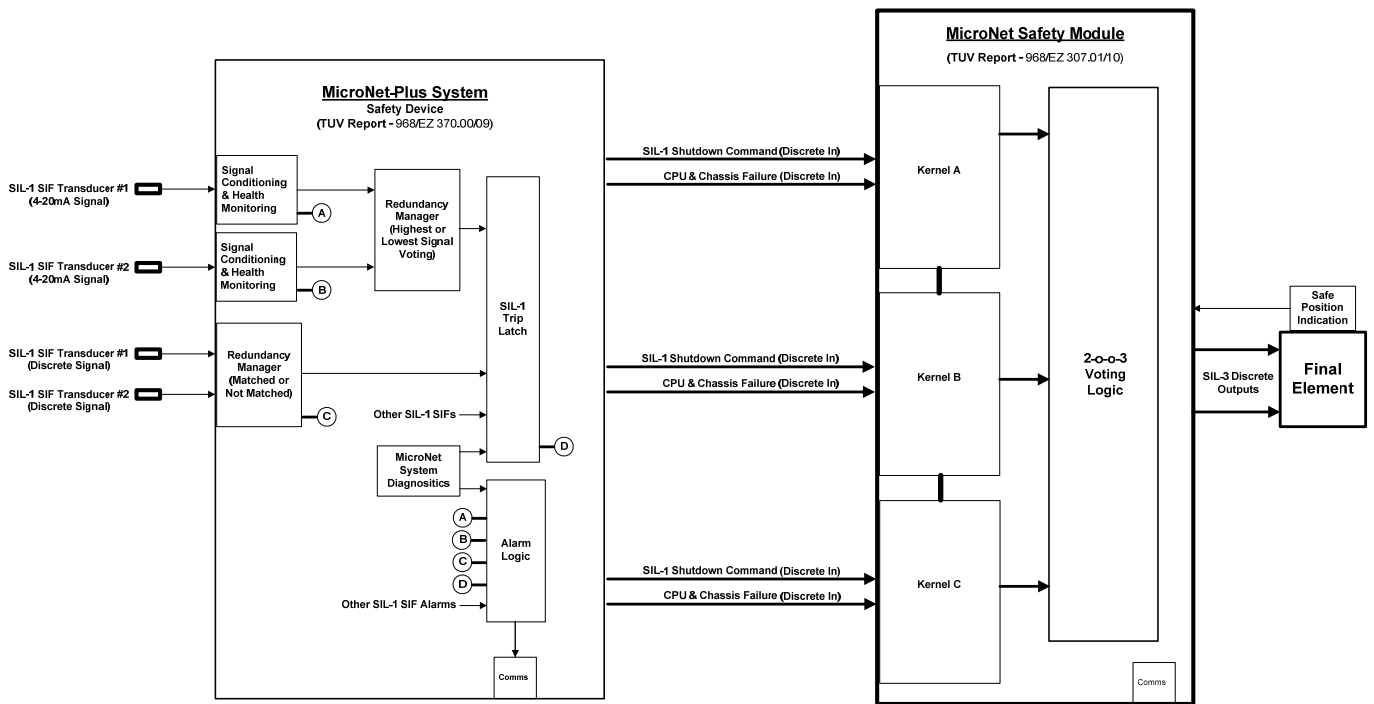 MicroNet-Plus System
Safety Device
(TUV Report - 968/EZ 370.00/09)
SIL-1 SIF Transducer #1
(4-20mA Signal)
SIL-1 SIF Transducer #2
(4-20mA Signal)
SIL-1 SIF Transducer #1
(Discrete Signal)
SIL-1 SIF Transducer #2
(Discrete Signal)
Signal
Conditioning
& Health
Monitoring
A
Signal
Conditioning
& Health
Monitoring
B
Redundancy
Manager
(Highest or
Lowest Signal
Voting)
Redundancy
Manager
(Matched or
Not Matched)
C
SIL-1
Trip
Latch
Other SIL-1 SIFs
D
MicroNet
System
Diagnositics
A
B
C
D
Alarm
Logic
Other SIL-1 SIF Alarms
Comms
SIL-1 Shutdown Command (Discrete In)
CPU & Chassis Failure (Discrete In)
SIL-1 Shutdown Command (Discrete In)
CPU & Chassis Failure (Discrete In)
SIL-1 Shutdown Command (Discrete In)
CPU & Chassis Failure (Discrete In)
MicroNet Safety Module
(TUV Report - 968/EZ 307.01/10)
Kernel A
Kernel B
Kernel C
2-o-o-3
Voting
Logic
Comms
Safe
Position
Indication
SIL-3 Discrete
Outputs
Final
Element